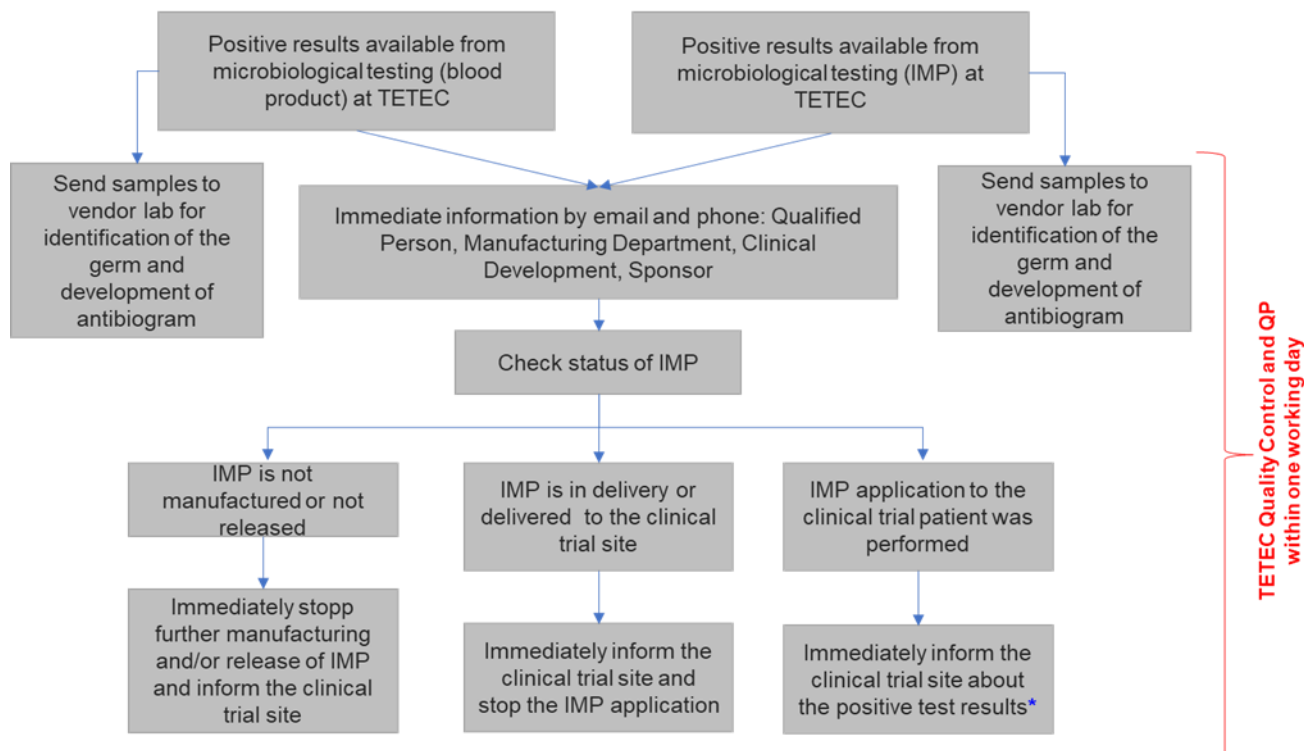 Positive results available from
microbiological testing (blood
product) at TETEC
Positive results available from
microbiological testing (IMP) at
TETEC
Send samples to
vendor lab for
identification of the
germ and
development of
antibiogram
Immediate information by email and phone: Qualified
Person, Manufacturing Department, Clinical
Development, Sponsor
Send samples to
vendor lab for
identification of the
germ and
development of
antibiogram
Check status of IMP
IMP is not
manufactured or not
released
IMP is in delivery or
delivered to the clinical
trial site
IMP application to the
clinical trial patient was
performed
Immediately stopp
further manufacturing
and/or release of IMP
and inform the clinical
trial site
Immediately inform the
clinical trial site and
stop the IMP application
Immediately inform the
clinical trial site about
the positive test results*
TETEC Quality Control and QP
within one working day